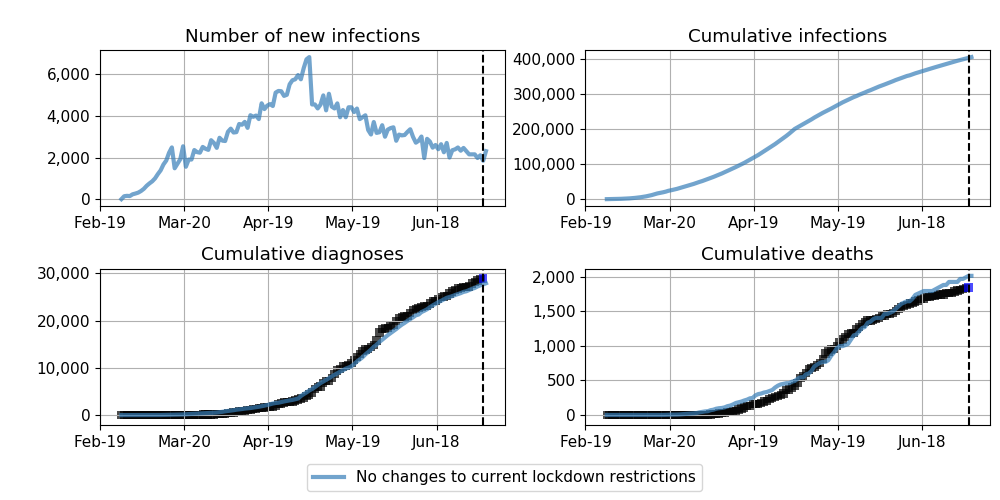 Number of new infections
6,000
4,000
2,000
0
Feb-19 Mar-20 Apr-19 May-19 Jun-18
Cumulative infections
400,000
300,000
200,000
100,000
0
Feb-19 Mar-20 Apr-19 May-19 Jun-18
Cumulative diagnoses
30,000
20,000
10,000
0
Feb-19 Mar-20 Apr-19 May-19 Jun-18
Cumulative deaths
2,000
1,500
1,000
500
0
Feb-19 Mar-20 Apr-19 May-19 Jun-18
No changes to current lockdown restrictions